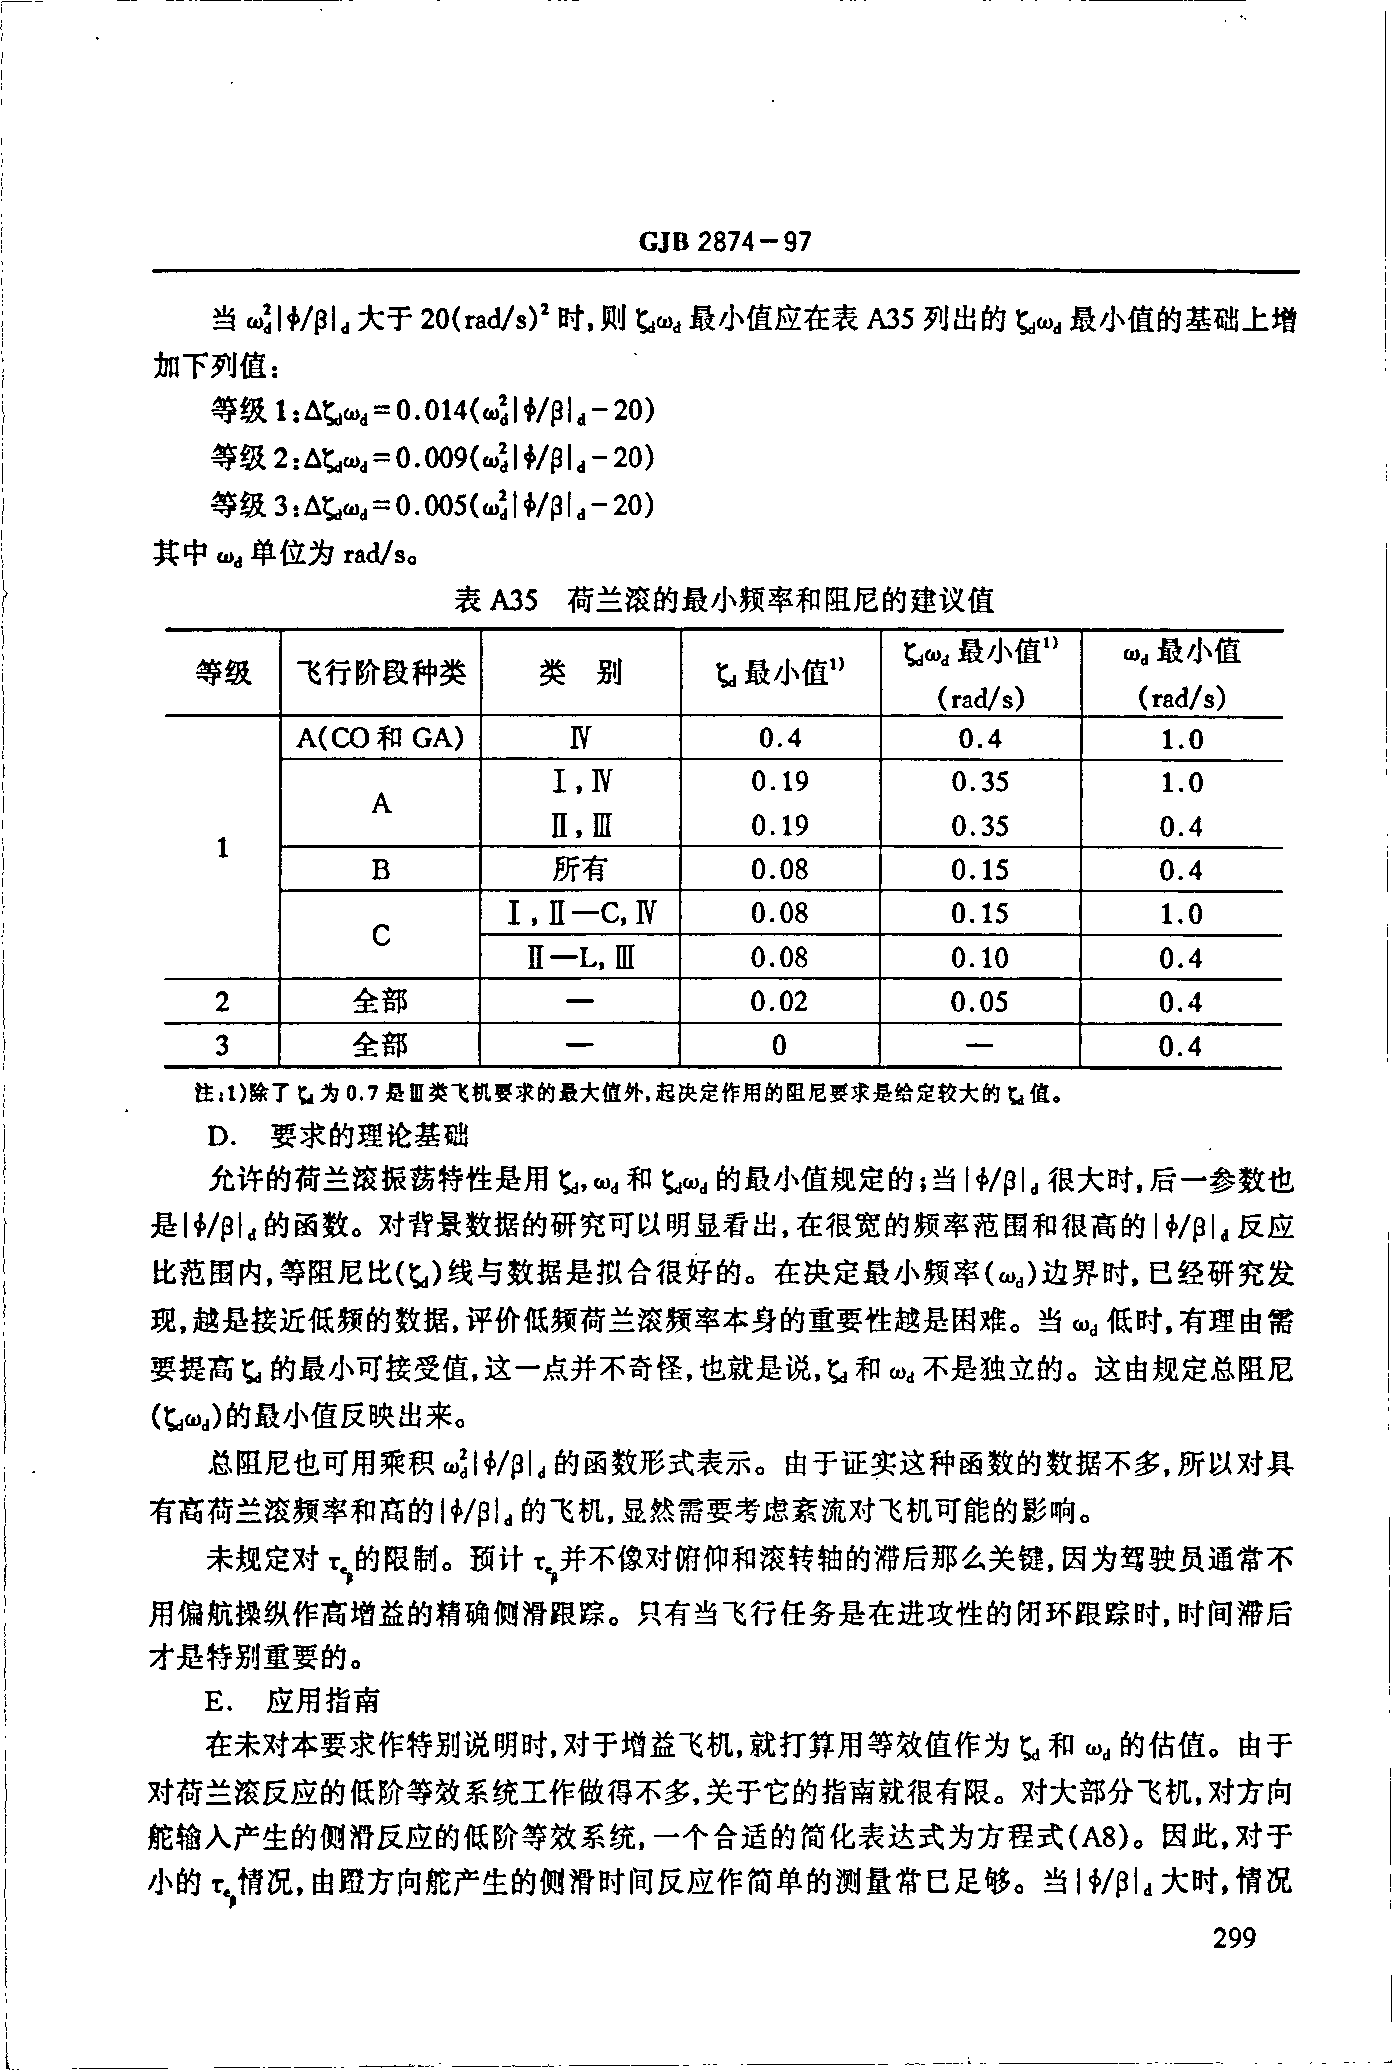 GJB 2874－97
当 ω²d|φ/β|d 大于 20(rad/s)² 时,则 ζdωd 最小值应在表 A35 列出的 ζdωd 最小值的基础上增
加下列值:
等级 1:Δζdωd=0.014(ω²d|φ/β|d－20)
等级 2:Δζdωd=0.009(ω²d|φ/β|d－20)
等级 3:Δζdωd=0.005(ω²d|φ/β|d－20)
其中 ωd 单位为 rad/s。
表 A35 荷兰滚的最小频率和阻尼的建议值
等级 飞行阶段种类 类 别 ζd 最小值¹⁾ ζdωd 最小值¹⁾ (rad/s) ωd 最小值 (rad/s)
1 A(CO 和 GA) Ⅳ 0.4 0.4 1.0
A Ⅰ,Ⅳ 0.19 0.35 1.0
Ⅱ,Ⅲ 0.19 0.35 0.4
B 所有 0.08 0.15 0.4
C Ⅰ,Ⅱ—C,Ⅳ 0.08 0.15 1.0
Ⅱ—L,Ⅲ 0.08 0.10 0.4
2 全部 — 0.02 0.05 0.4
3 全部 — 0 — 0.4
注:1)除了 ζd 为 0.7 是Ⅲ类飞机要求的最大值外,起决定作用的阻尼要求是给定较大的 ζd 值。
D. 要求的理论基础
允许的荷兰滚振荡特性是用 ζd,ωd 和 ζdωd 的最小值规定的;当|φ/β|d 很大时,后一参数也
是|φ/β|d 的函数。对背景数据的研究可以明显看出,在很宽的频率范围和很高的|φ/β|d 反应
比范围内,等阻尼比(ζd)线与数据是拟合很好的。在决定最小频率(ωd)边界时,已经研究发
现,越是接近低频的数据,评价低频荷兰滚频率本身的重要性越是困难。当 ωd 低时,有理由需
要提高 ζd 的最小可接受值,这一点并不奇怪,也就是说,ζd 和 ωd 不是独立的。这由规定总阻尼
(ζdωd)的最小值反映出来。
总阻尼也可用乘积 ω²d|φ/β|d 的函数形式表示。由于证实这种函数的数据不多,所以对具
有高荷兰滚频率和高的|φ/β|d 的飞机,显然需要考虑紊流对飞机可能的影响。
未规定对 τeβ的限制。预计 τeβ并不像对俯仰和滚转轴的滞后那么关键,因为驾驶员通常不
用偏航操纵作高增益的精确侧滑跟踪。只有当飞行任务是在进攻性的闭环跟踪时,时间滞后
才是特别重要的。
E. 应用指南
在未对本要求作特别说明时,对于增益飞机,就打算用等效值作为 ζd 和 ωd 的估值。由于
对荷兰滚反应的低阶等效系统工作做得不多,关于它的指南就很有限。对大部分飞机,对方向
舵输入产生的侧滑反应的低阶等效系统,一个合适的简化表达式为方程式(A8)。因此,对于
小的 τeβ情况,由蹬方向舵产生的侧滑时间反应作简单的测量常已足够。当|φ/β|d 大时,情况
299